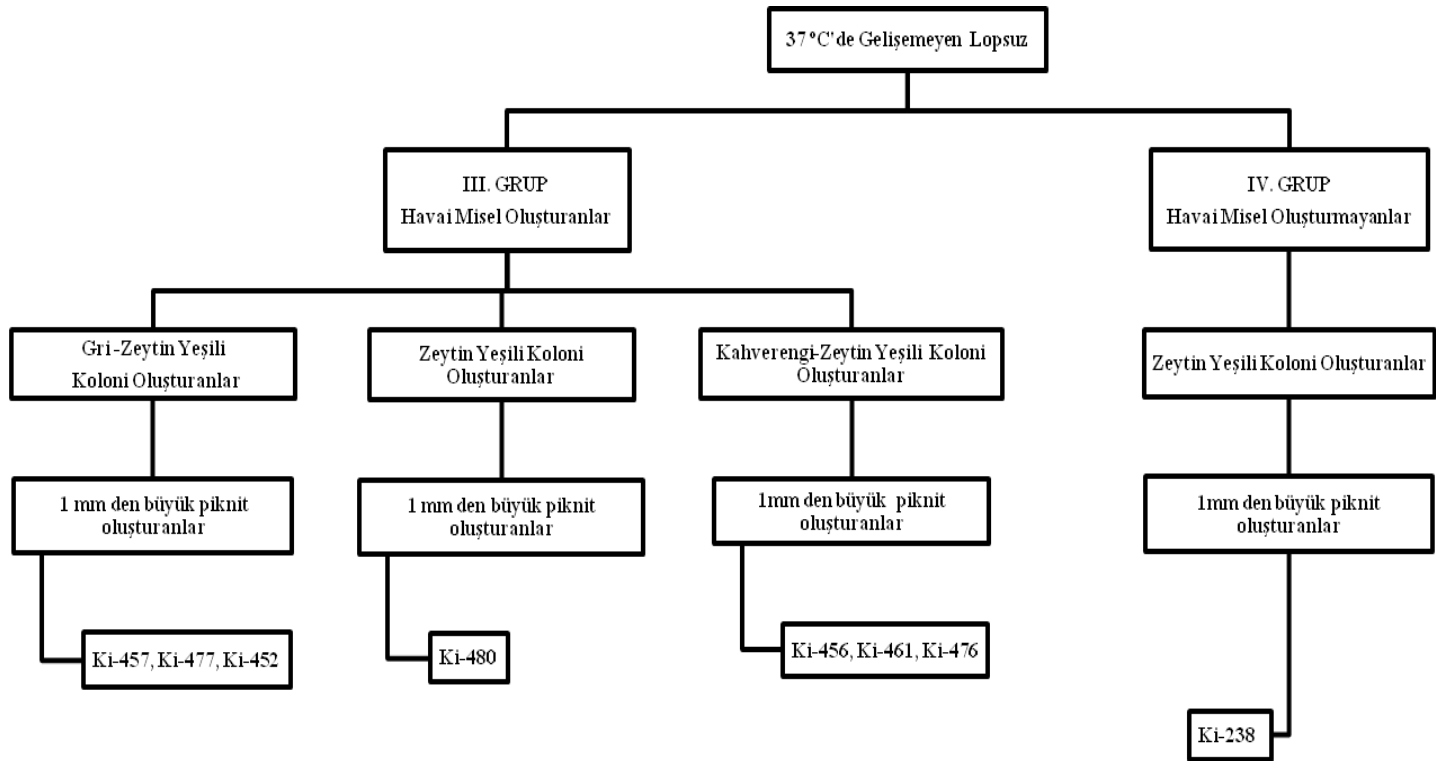 37 °C'de Gelişemeyen Lopsuz
III. GRUP
Havai Misel Oluşturanlar
IV. GRUP
Havai Misel Oluşturmayanlar
Gri -Zeytin Yeşili
Koloni Oluşturanlar
Zeytin Yeşili Koloni
Oluşturanlar
Kahverengi-Zeytin Yeşili Koloni
Oluşturanlar
Zeytin Yeşili Koloni Oluşturanlar
1 mm den büyük piknit
oluşturanlar
1 mm den büyük piknit
oluşturanlar
1mm den büyük piknit
oluşturanlar
1mm den büyük piknit
oluşturanlar
Ki-457, Ki-477, Ki-452
Ki-480
Ki-456, Ki-461, Ki-476
Ki-238